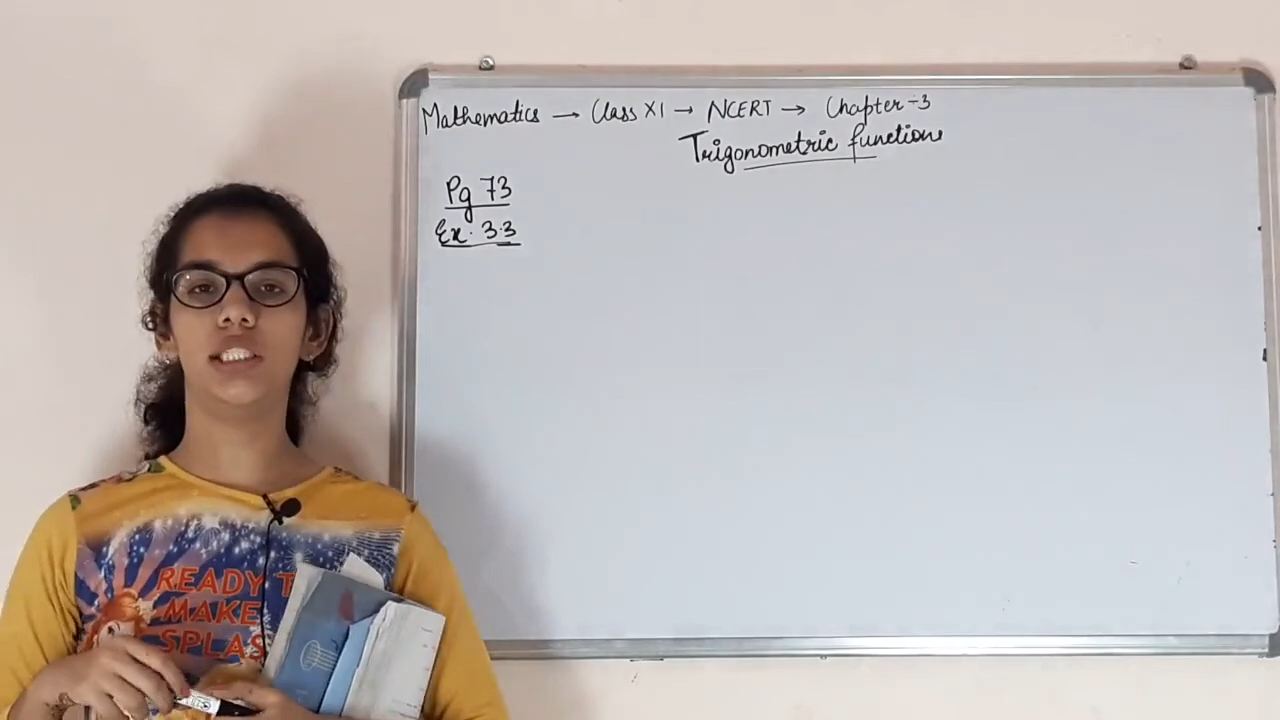 Mathematics → Class XI → NCERT → Chapter-3
Trigonometric functions
Pg 73
Ex. 3.3
READY T
MAKE
SPLAS